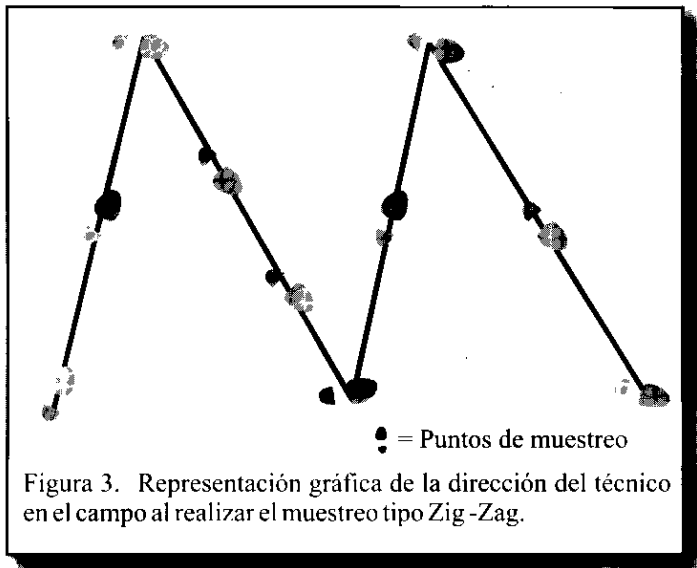 = Puntos de muestreo
Figura 3. Representación gráfica de la dirección del técnico
en el campo al realizar el muestreo tipo Zig -Zag.